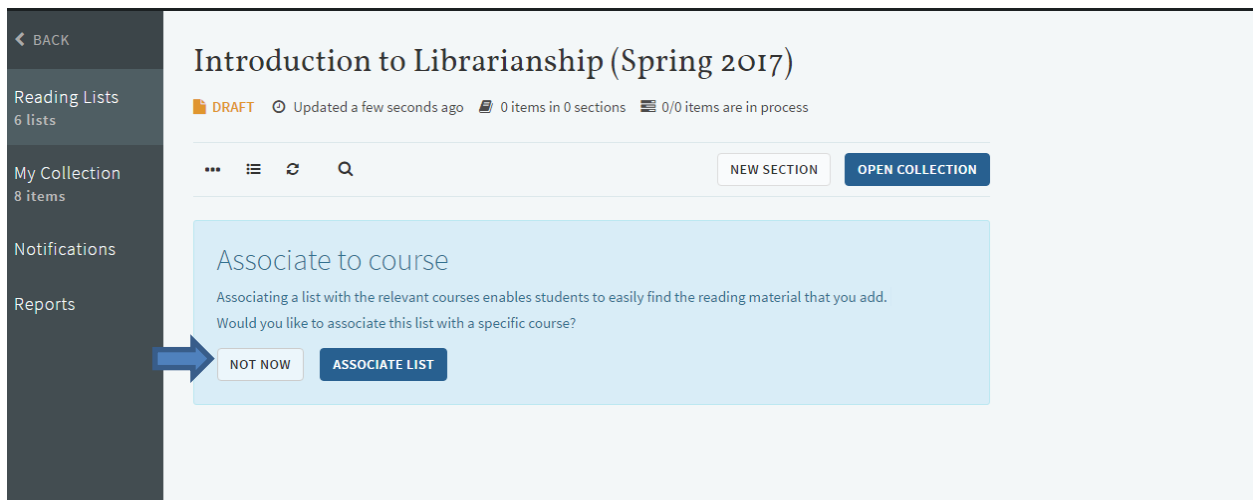 BACK
Reading Lists
6 lists
My Collection
8 items
Notifications
Reports
Introduction to Librarianship (Spring 2017)
DRAFT Updated a few seconds ago 0 items in 0 sections 0/0 items are in process
NEW SECTION OPEN COLLECTION
Associate to course
Associating a list with the relevant courses enables students to easily find the reading material that you add.
Would you like to associate this list with a specific course?
NOT NOW ASSOCIATE LIST